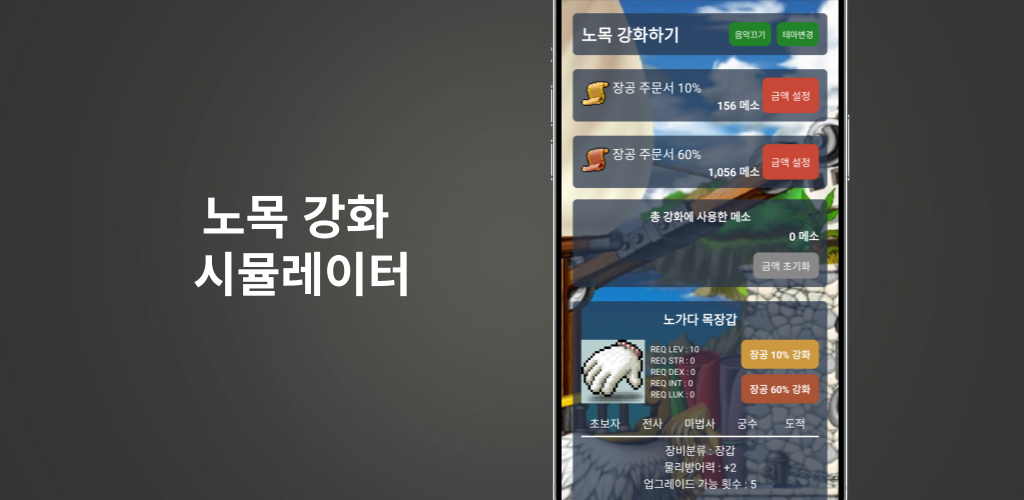 노목 강화
시뮬레이터
노목 강화하기
음악끄기
테마변경
장공 주문서 10%
156 메소
금액 설정
장공 주문서 60%
1,056 메소
금액 설정
총 강화에 사용한 메소
0 메소
금액 초기화
노가다 목장갑
REQ LEV : 10
REQ STR : 0
REQ DEX : 0
REQ INT : 0
REQ LUK : 0
장공 10% 강화
장공 60% 강화
초보자 전사 마법사 궁수 도적
장비분류 : 장갑
물리방어력 : +2
업그레이드 가능 횟수 : 5